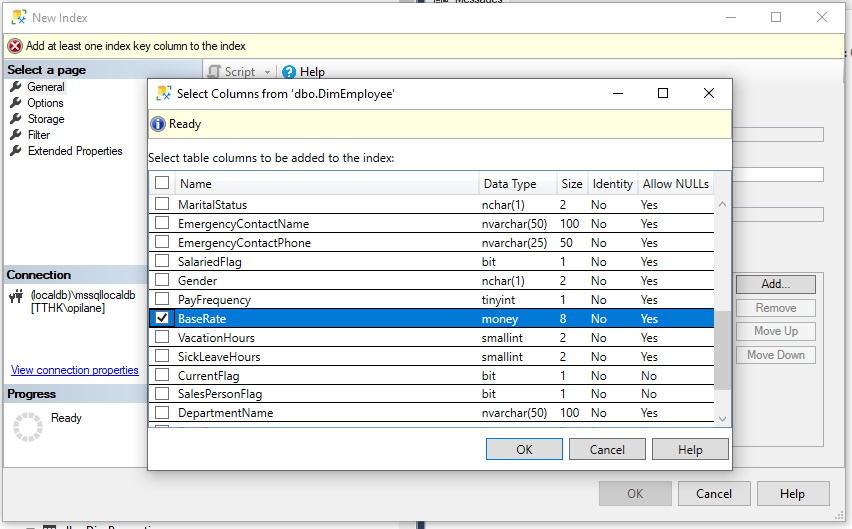 Messages
New Index
Add at least one index key column to the index
Select a page
General
Options
Storage
Filter
Extended Properties
Script
Help
Connection
(localdb)\mssqllocaldb
[TTHK\opilane]
View connection properties
Progress
Ready
Select Columns from 'dbo.DimEmployee'
Ready
Select table columns to be added to the index:
Name Data Type Size Identity Allow NULLs
MaritalStatus nchar(1) 2 No Yes
EmergencyContactName nvarchar(50) 100 No Yes
EmergencyContactPhone nvarchar(25) 50 No Yes
SalariedFlag bit 1 No Yes
Gender nchar(1) 2 No Yes
PayFrequency tinyint 1 No Yes
BaseRate money 8 No Yes
VacationHours smallint 2 No Yes
SickLeaveHours smallint 2 No Yes
CurrentFlag bit 1 No No
SalesPersonFlag bit 1 No No
DepartmentName nvarchar(50) 100 No Yes
OK Cancel Help
Add...
Remove
Move Up
Move Down
OK Cancel Help